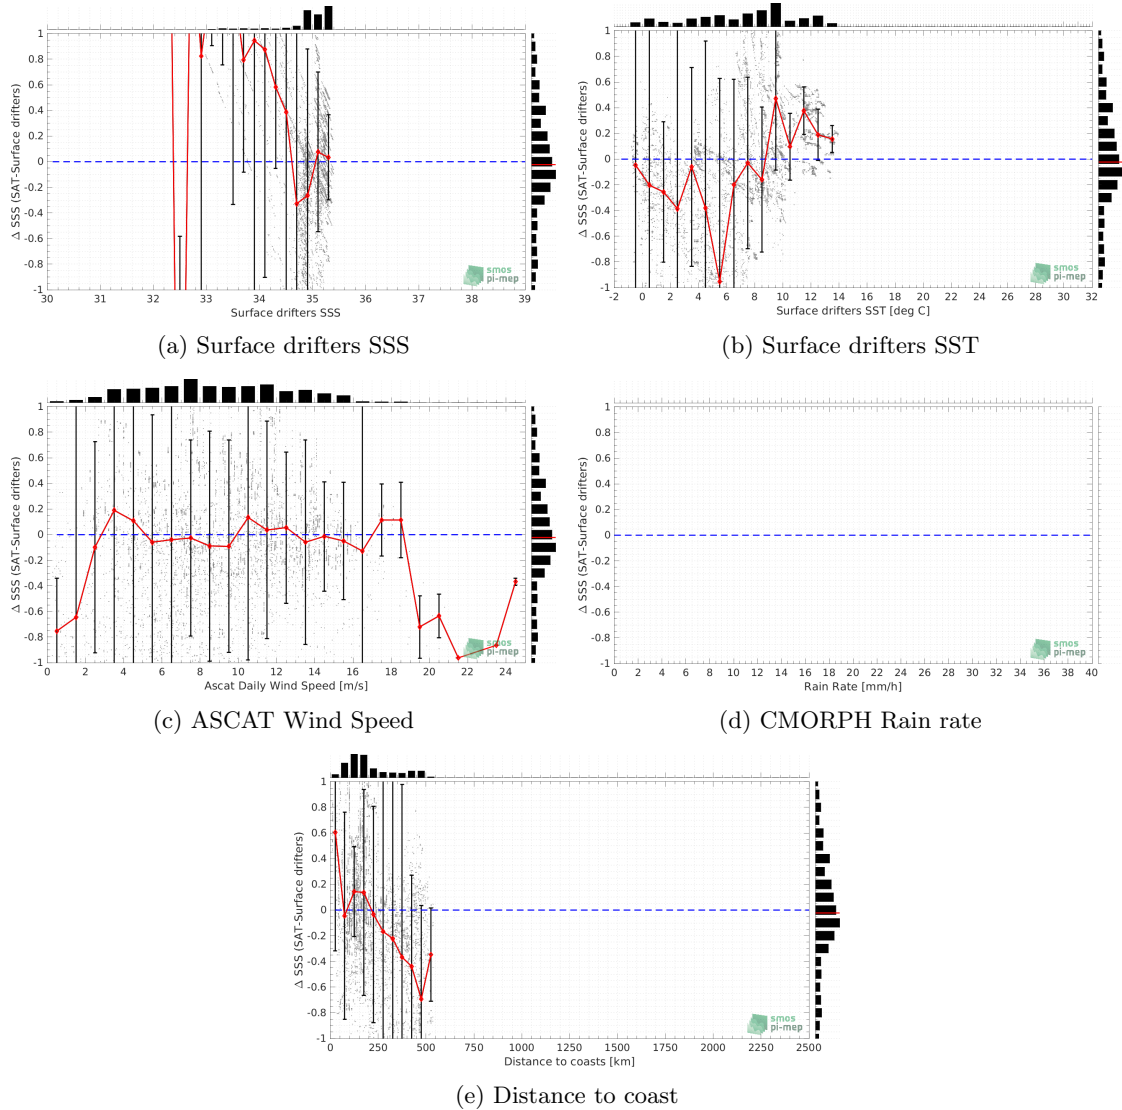 1
0.8
0.6
0.4
0.2
0
-0.2
-0.4
-0.6
-0.8
-1
Δ SSS (SAT-Surface drifters)
smos
pi-mep
30 31 32 33 34 35 36 37 38 39
Surface drifters SSS
(a) Surface drifters SSS
1
0.8
0.6
0.4
0.2
0
-0.2
-0.4
-0.6
-0.8
-1
Δ SSS (SAT-Surface drifters)
smos
pi-mep
-2 0 2 4 6 8 10 12 14 16 18 20 22 24 26 28 30 32
Surface drifters SST [deg C]
(b) Surface drifters SST
1
0.8
0.6
0.4
0.2
0
-0.2
-0.4
-0.6
-0.8
-1
Δ SSS (SAT-Surface drifters)
smos
pi-mep
0 2 4 6 8 10 12 14 16 18 20 22 24
Ascat Daily Wind Speed [m/s]
(c) ASCAT Wind Speed
1
0.8
0.6
0.4
0.2
0
-0.2
-0.4
-0.6
-0.8
-1
Δ SSS (SAT-Surface drifters)
smos
pi-mep
0 2 4 6 8 10 12 14 16 18 20 22 24 26 28 30 32 34 36 38 40
Rain Rate [mm/h]
(d) CMORPH Rain rate
1
0.8
0.6
0.4
0.2
0
-0.2
-0.4
-0.6
-0.8
-1
Δ SSS (SAT-Surface drifters)
smos
pi-mep
0 250 500 750 1000 1250 1500 1750 2000 2250 2500
Distance to coasts [km]
(e) Distance to coast